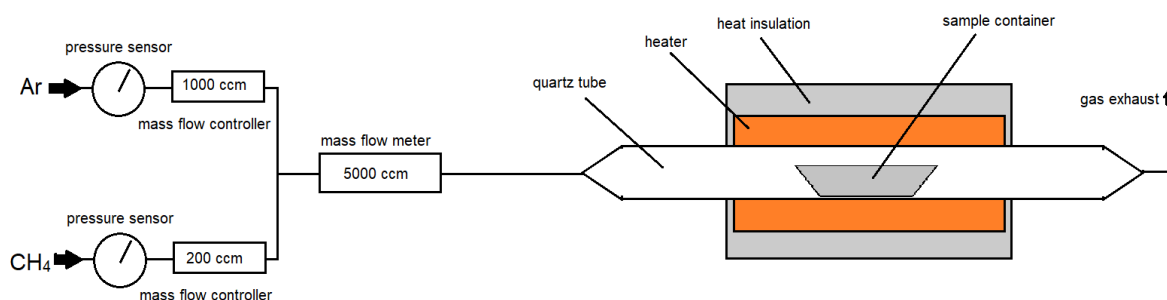 pressure sensor
Ar
1000 ccm
mass flow controller
mass flow meter
5000 ccm
pressure sensor
CH4
200 ccm
mass flow controller
quartz tube
heater
heat insulation
sample container
gas exhaust